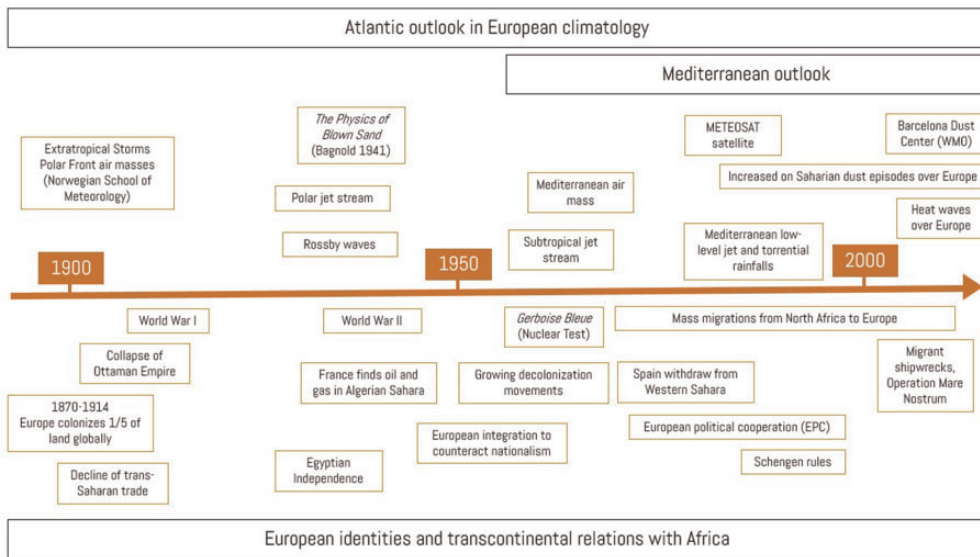 Atlantic outlook in European climatology
Mediterranean outlook
Extratropical Storms
Polar Front air masses
(Norwegian School of
Meteorology)
The Physics of
Blown Sand
(Bagnold 1941)
Polar jet stream
Rossby waves
Mediterranean air
mass
Subtropical jet
stream
METEOSAT
satellite
Barcelona Dust
Center (WMO)
Increased on Saharian dust episodes over Europe
Heat waves
over Europe
Mediterranean low-
level jet and torrential
rainfalls
1900
1950
2000
World War I
Collapse of
Ottaman Empire
1870-1914
Europe colonizes 1/5 of
land globally
Decline of trans-
Saharan trade
World War II
France finds oil and
gas in Algerian Sahara
Egyptian
Independence
Gerboise Bleue
(Nuclear Test)
Growing decolonization
movements
European integration to
counteract nationalism
Mass migrations from North Africa to Europe
Spain withdraw from
Western Sahara
European political cooperation (EPC)
Schengen rules
Migrant
shipwrecks,
Operation Mare
Nostrum
European identities and transcontinental relations with Africa